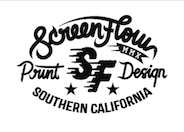 ScreenFlow
MMX
Print SF Design
SOUTHERN CALIFORNIA